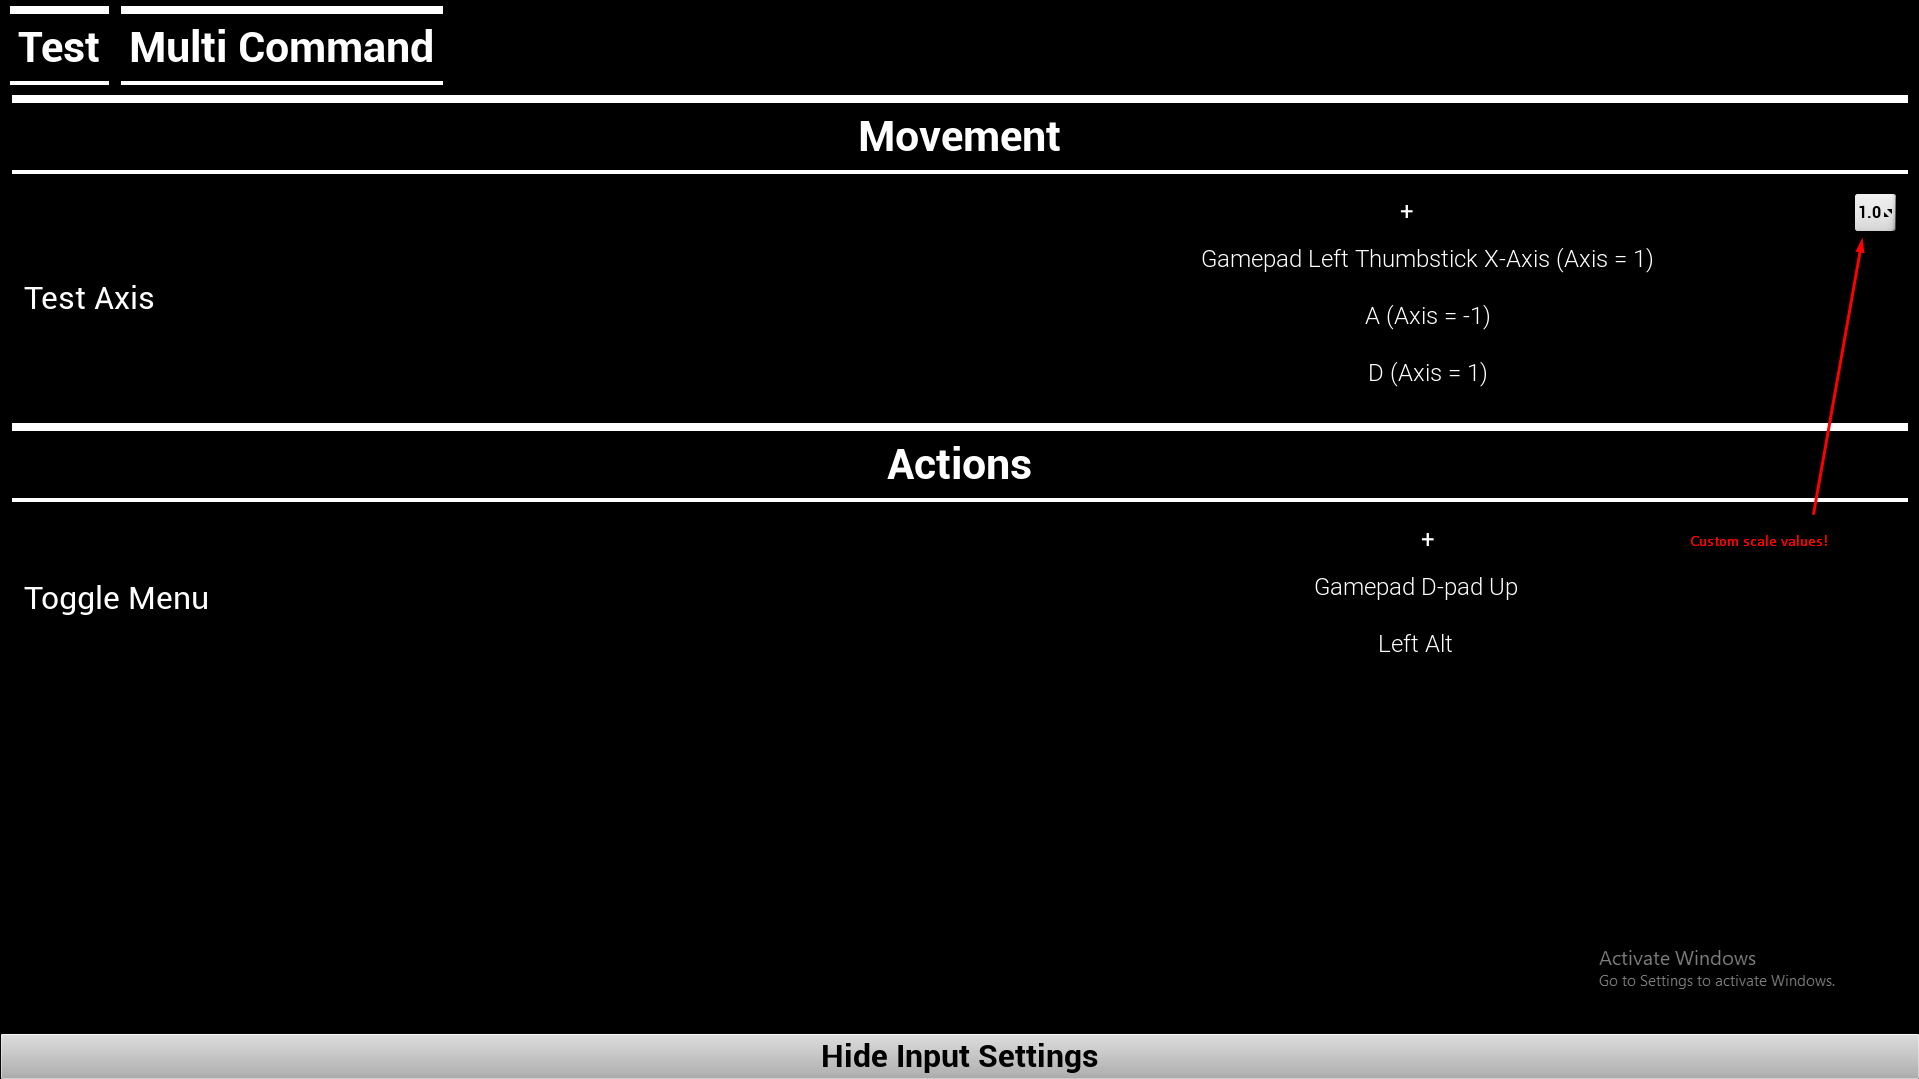 Test Multi Command
Movement
+ 1.0
Gamepad Left Thumbstick X-Axis (Axis = 1)
Test Axis
A (Axis = -1)
D (Axis = 1)
Actions
+
Custom scale values!
Gamepad D-pad Up
Toggle Menu
Left Alt
Activate Windows
Go to Settings to activate Windows.
Hide Input Settings